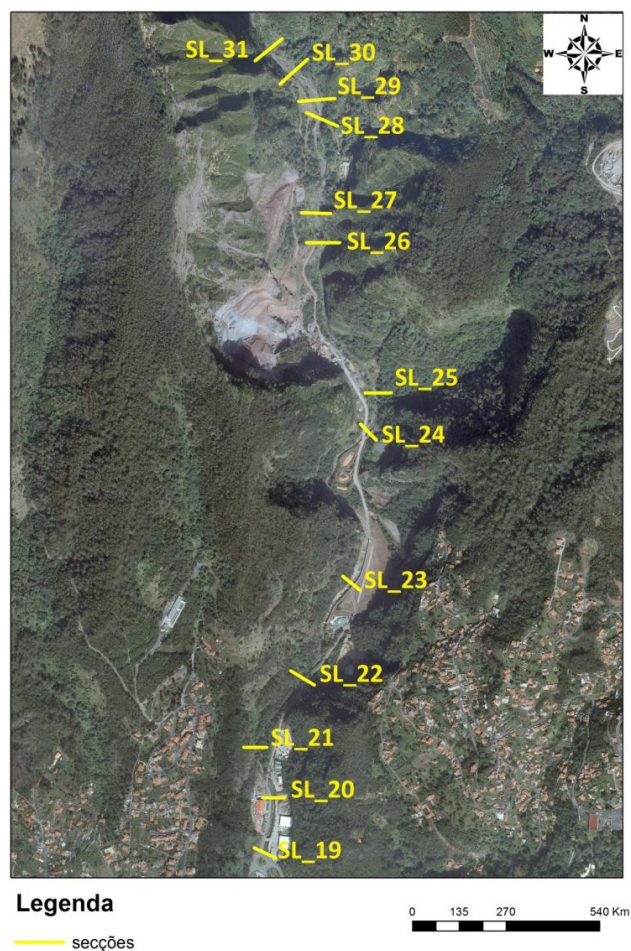 N
W E
S
SL_31
SL_30
SL_29
SL_28
SL_27
SL_26
SL_25
SL_24
SL_23
SL_22
SL_21
SL_20
SL_19
Legenda
secções
0 135 270 540 Km